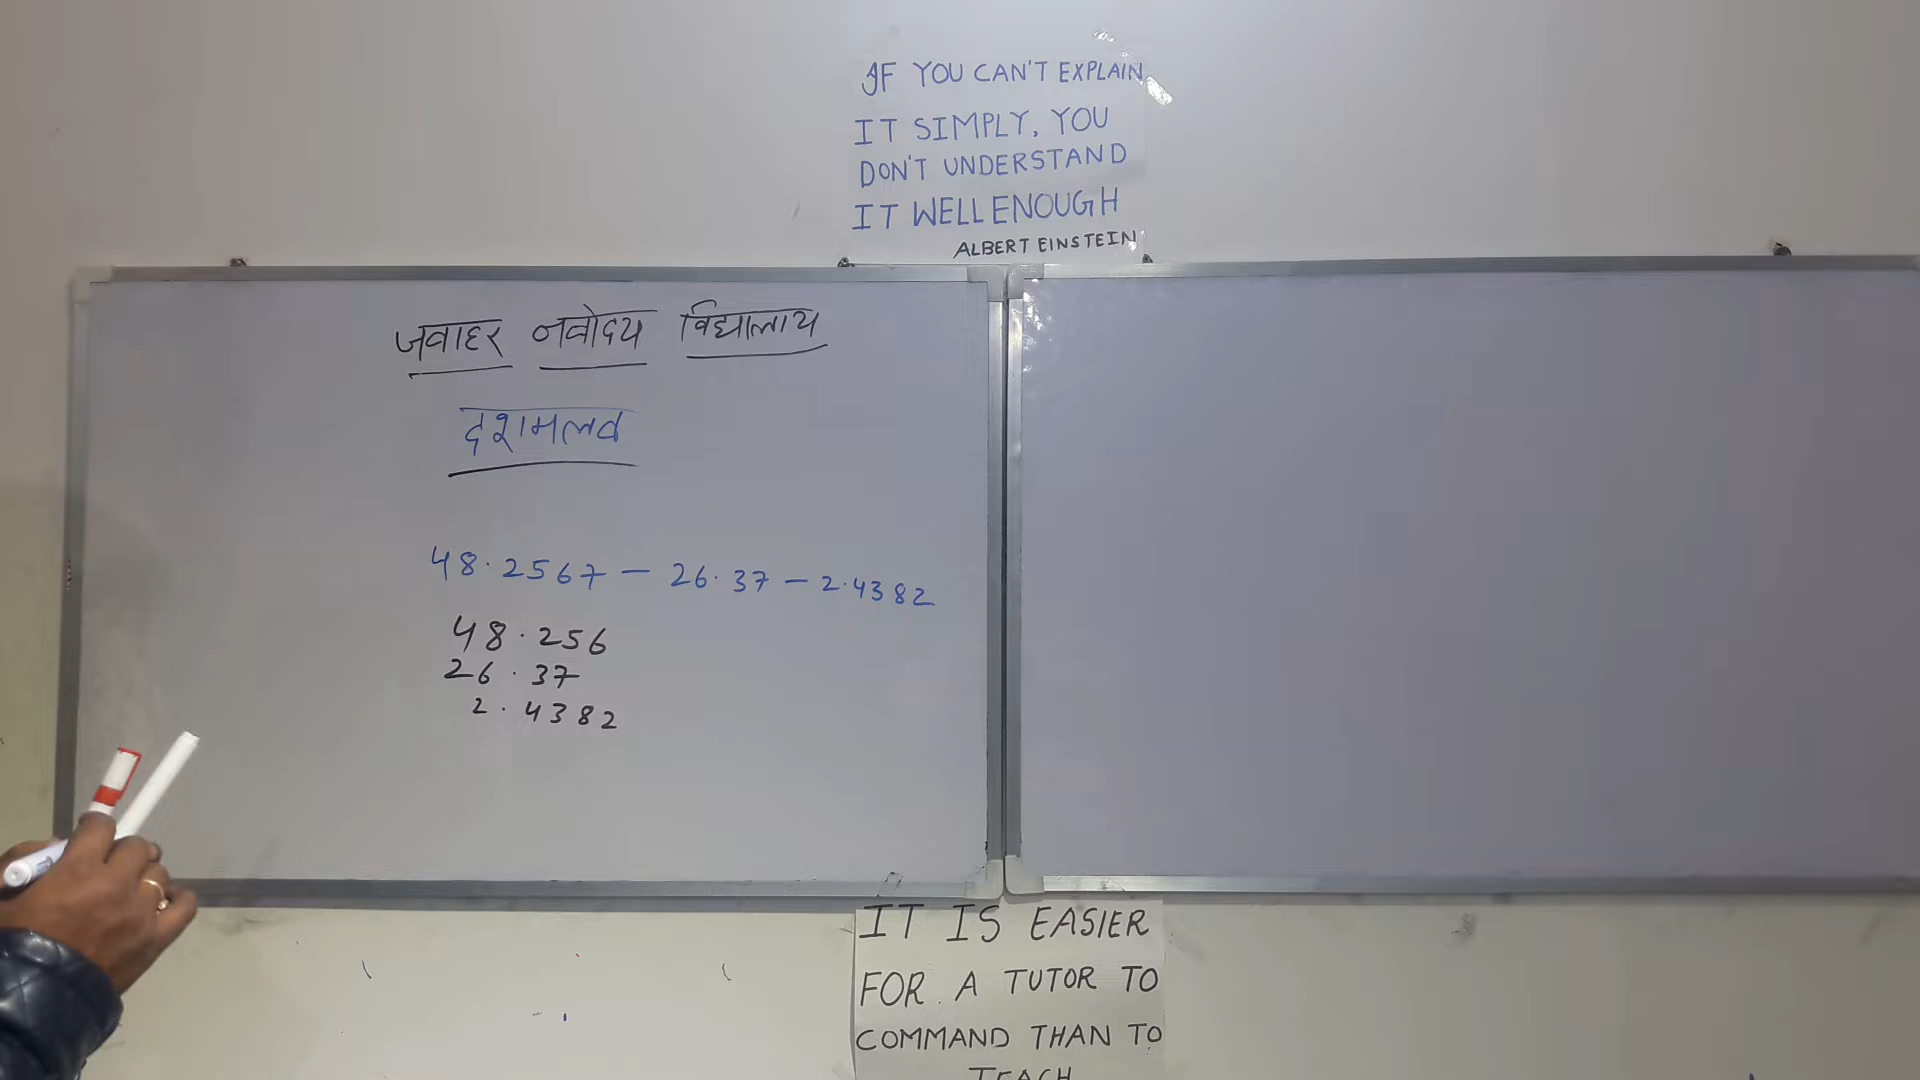 IF YOU CAN'T EXPLAIN
IT SIMPLY, YOU
DON'T UNDERSTAND
IT WELL ENOUGH
ALBERT EINSTEIN
जवाहर नवोदय विद्यालाय
दशमलव
48.2567 - 26.37 - 2.4382
48.256
26.37
2.4382
IT IS EASIER
FOR A TUTOR TO
COMMAND THAN TO
TEACH